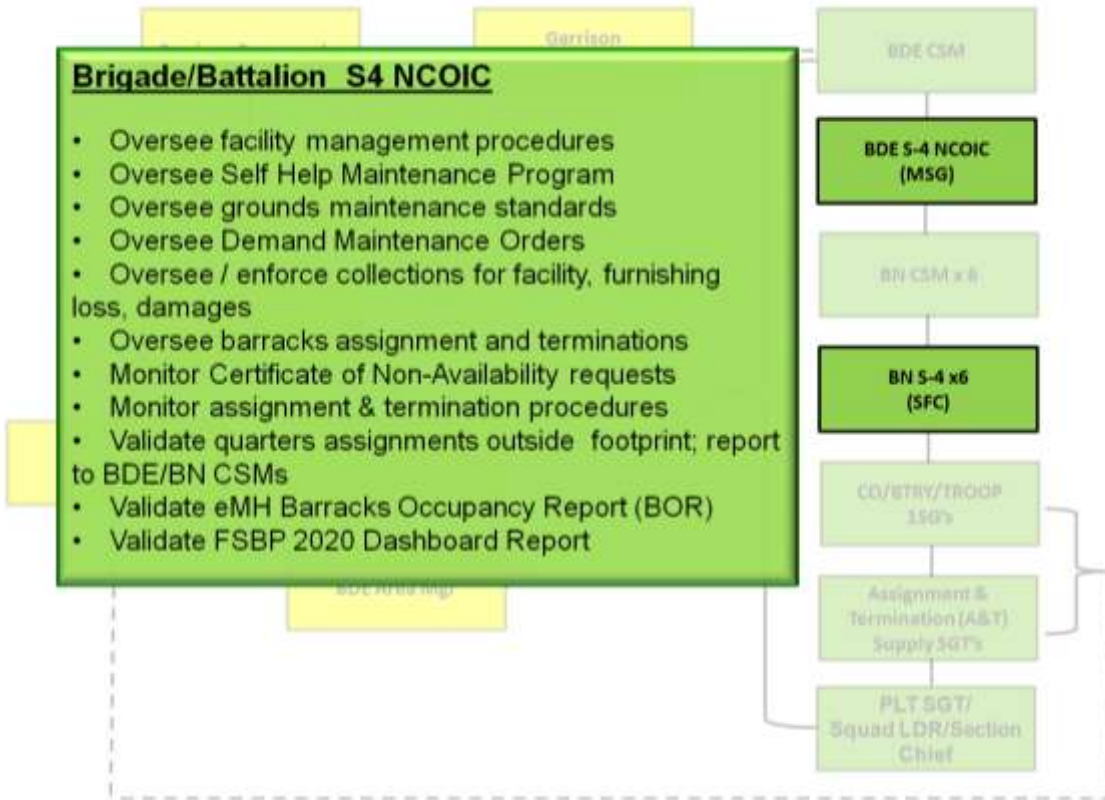 Garrison
BDE CSM
Brigade/Battalion S4 NCOIC
• Oversee facility management procedures
• Oversee Self Help Maintenance Program
• Oversee grounds maintenance standards
• Oversee Demand Maintenance Orders
• Oversee / enforce collections for facility, furnishing
loss, damages
• Oversee barracks assignment and terminations
• Monitor Certificate of Non-Availability requests
• Monitor assignment & termination procedures
• Validate quarters assignments outside footprint; report
to BDE/BN CSMs
• Validate eMH Barracks Occupancy Report (BOR)
• Validate FSBP 2020 Dashboard Report
BDE S-4 NCOIC
(MSG)
BN CSM x 6
BN S-4 x6
(SFC)
CO/BTRY/TROOP
1SG's
BDE Area Mgr
Assignment &
Termination (A&T)
Supply SGT's
PLT SGT/
Squad LDR/Section
Chief